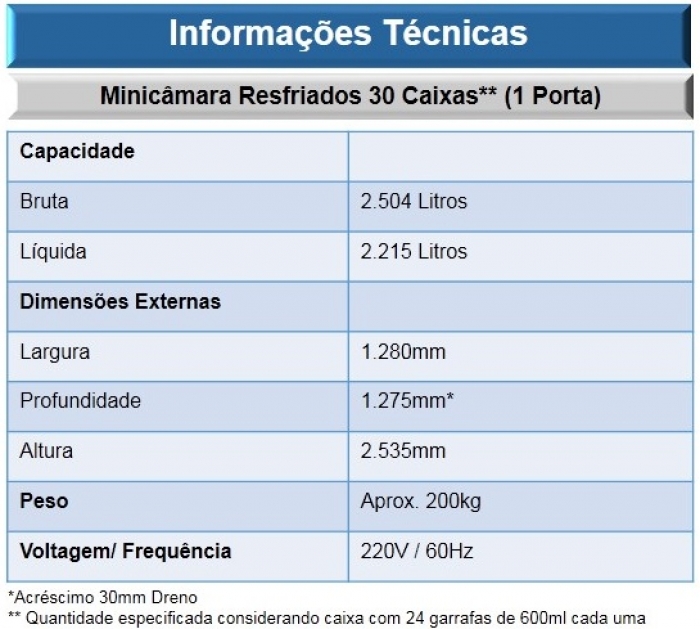 Informações Técnicas
Minicâmara Resfriados 30 Caixas** (1 Porta)
Capacidade
Bruta 2.504 Litros
Líquida 2.215 Litros
Dimensões Externas
Largura 1.280mm
Profundidade 1.275mm*
Altura 2.535mm
Peso Aprox. 200kg
Voltagem/ Frequência 220V / 60Hz
*Acréscimo 30mm Dreno
** Quantidade especificada considerando caixa com 24 garrafas de 600ml cada uma